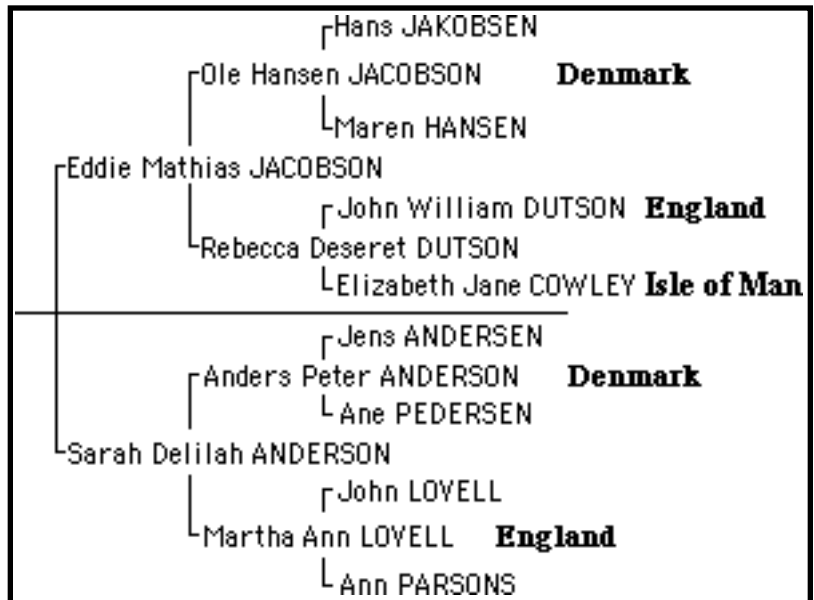 Hans JAKOBSEN
Ole Hansen JACOBSON Denmark
Maren HANSEN
Eddie Mathias JACOBSON
John William DUTSON England
Rebecca Deseret DUTSON
Elizabeth Jane COWLEY Isle of Man
Jens ANDERSEN
Anders Peter ANDERSON Denmark
Ane PEDERSEN
Sarah Delilah ANDERSON
John LOVELL
Martha Ann LOVELL England
Ann PARSONS